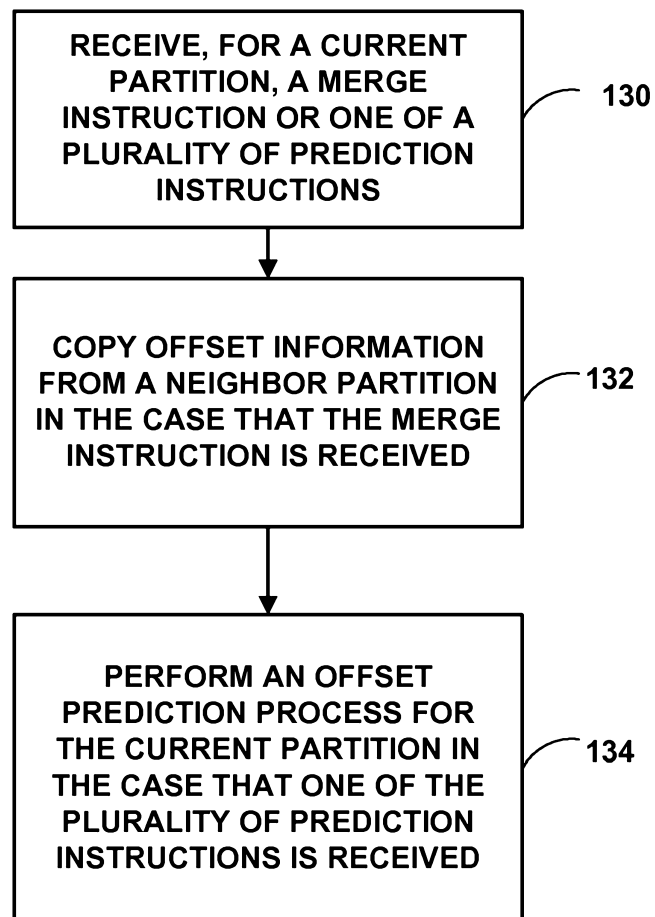 RECEIVE, FOR A CURRENT
PARTITION, A MERGE
INSTRUCTION OR ONE OF A
PLURALITY OF PREDICTION
INSTRUCTIONS
130
COPY OFFSET INFORMATION
FROM A NEIGHBOR PARTITION
IN THE CASE THAT THE MERGE
INSTRUCTION IS RECEIVED
132
PERFORM AN OFFSET
PREDICTION PROCESS FOR
THE CURRENT PARTITION IN
THE CASE THAT ONE OF THE
PLURALITY OF PREDICTION
INSTRUCTIONS IS RECEIVED
134